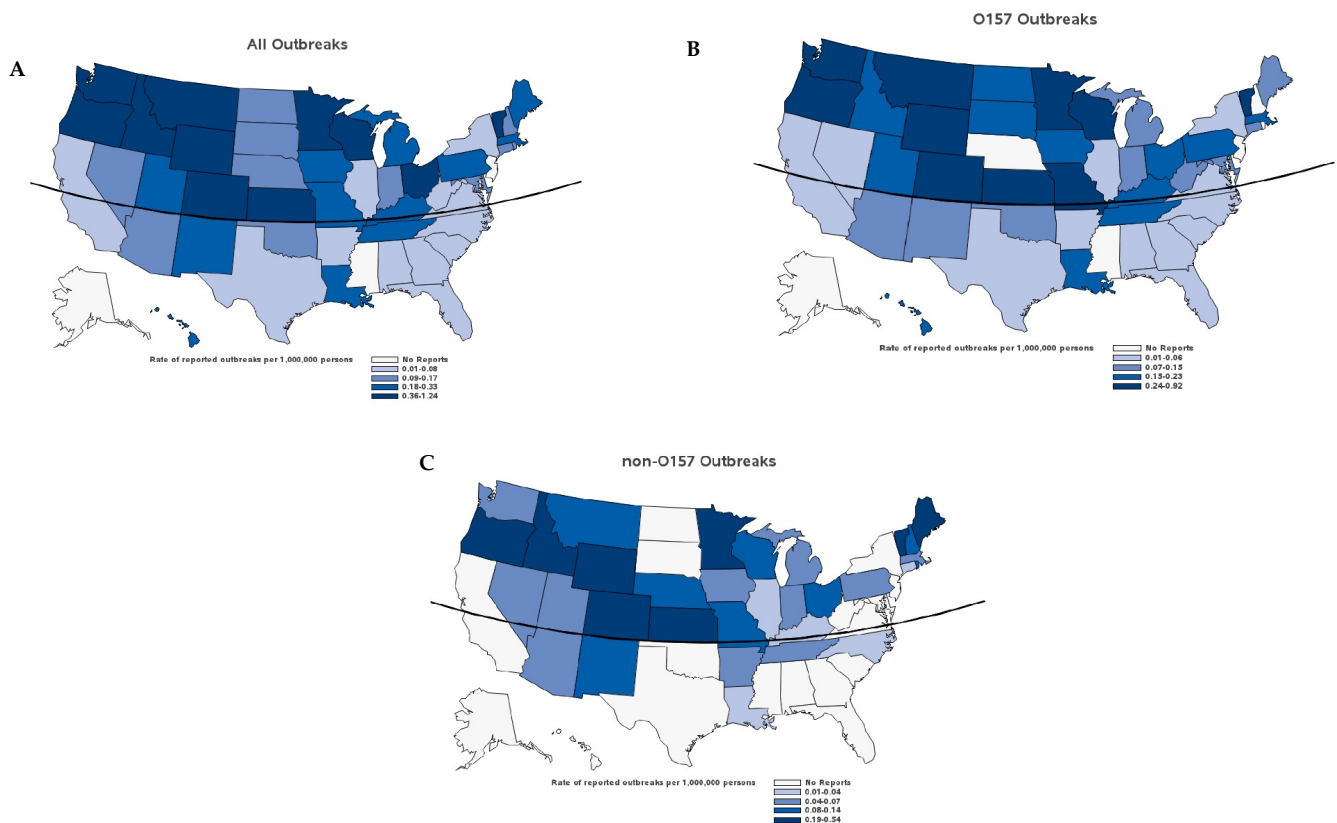 A
All Outbreaks
Rate of reported outbreaks per 1,000,000 persons
No Reports
0.01-0.08
0.09-0.17
0.18-0.33
0.36-1.24
B
O157 Outbreaks
Rate of reported outbreaks per 1,000,000 persons
No Reports
0.01-0.06
0.07-0.15
0.15-0.23
0.24-0.92
C
non-O157 Outbreaks
Rate of reported outbreaks per 1,000,000 persons
No Reports
0.01-0.04
0.04-0.07
0.08-0.14
0.19-0.54